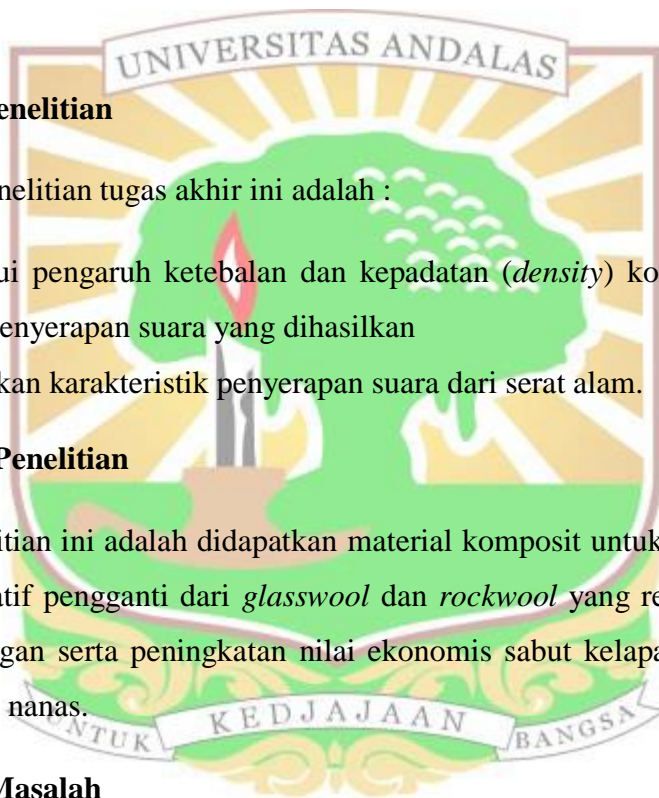 UNIVERSITAS ANDALAS
enelitian
nelitian tugas akhir ini adalah :
ui pengaruh ketebalan dan kepadatan (density) ko
enyerapan suara yang dihasilkan
kan karakteristik penyerapan suara dari serat alam.
Penelitian
itian ini adalah didapatkan material komposit untuk
atif pengganti dari glasswool dan rockwool yang re
gan serta peningkatan nilai ekonomis sabut kelapa
nanas.
UNTUK KEDJAJAAN BANGSA
Masalah